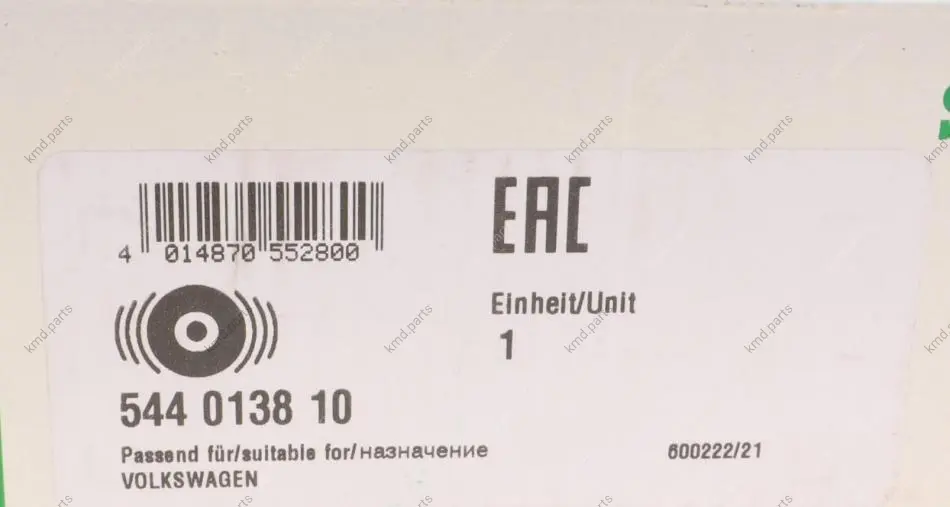 EAC
4 014870 552800
Einheit/Unit
1
544 0138 10
Passend für/suitable for/назначение
600222/21
VOLKSWAGEN
kmd.parts